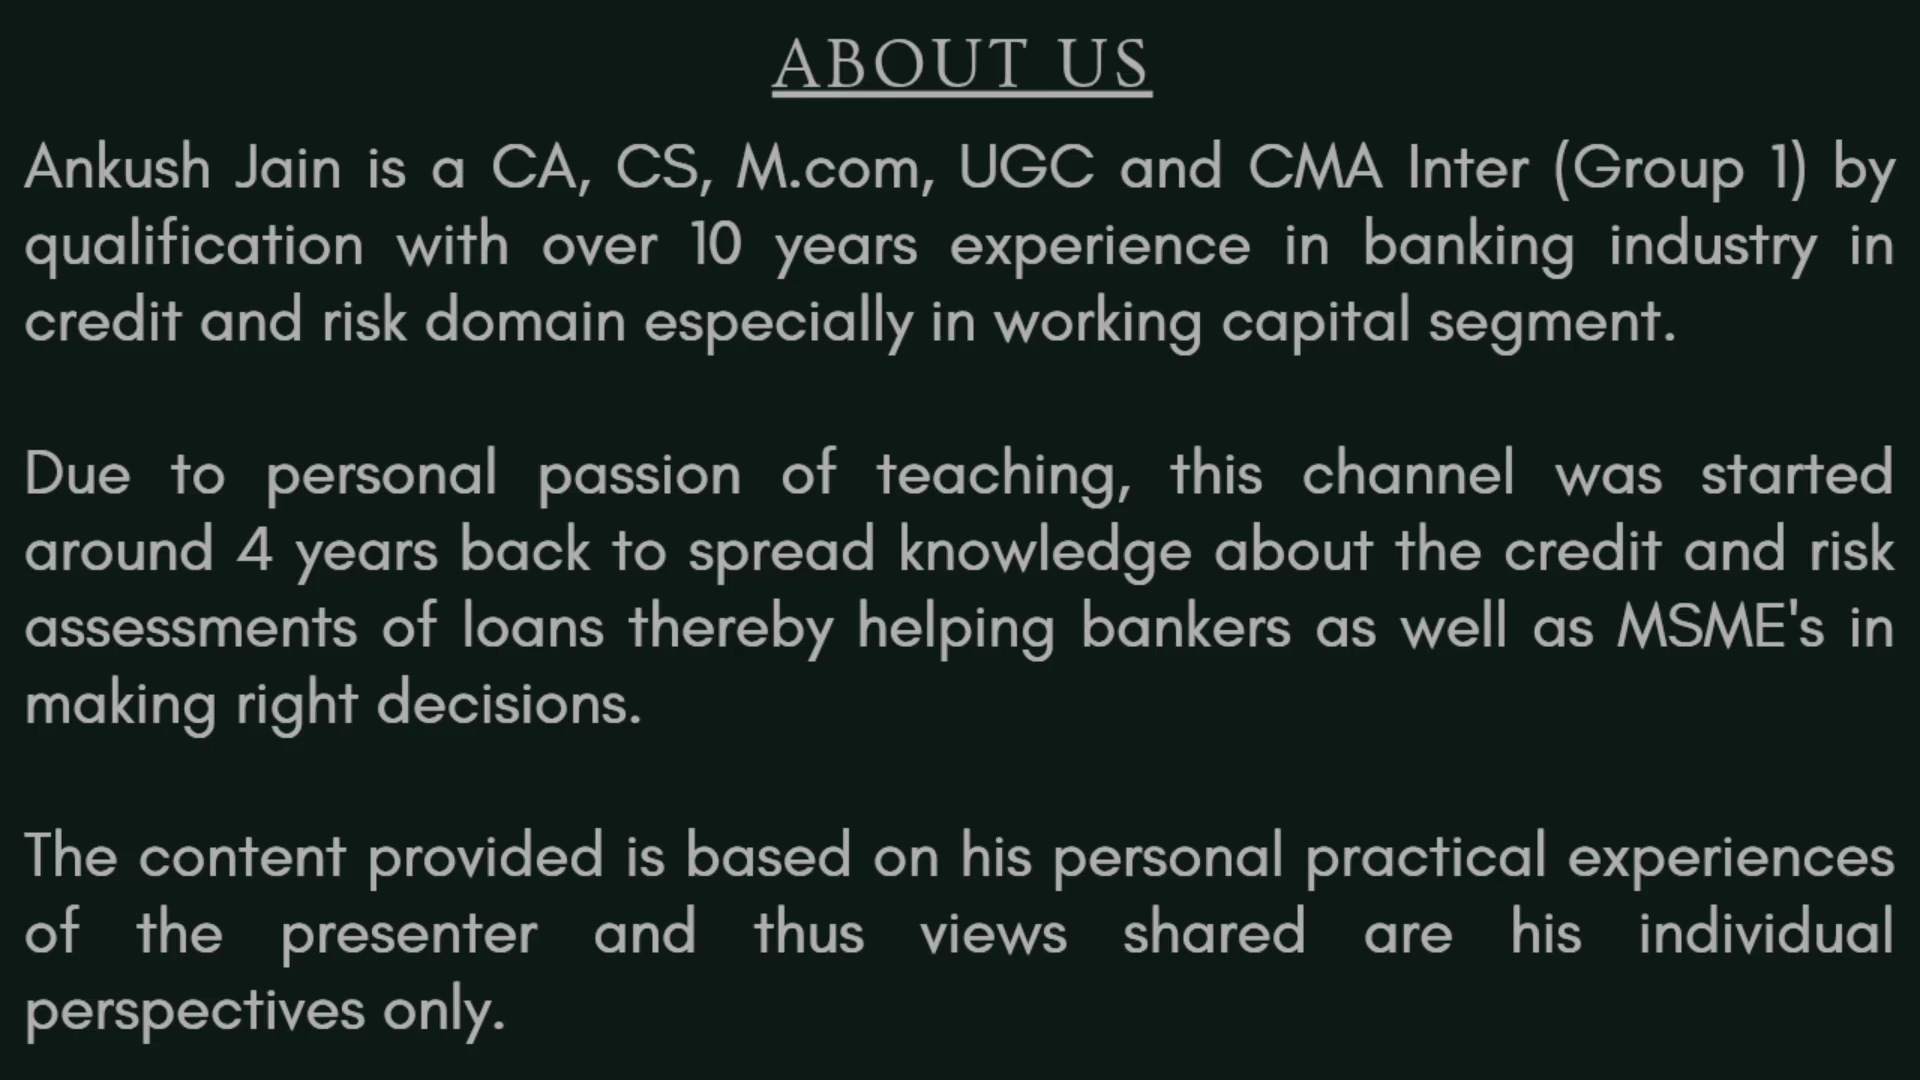 ABOUT US
Ankush Jain is a CA, CS, M.com, UGC and CMA Inter (Group 1) by
qualification with over 10 years experience in banking industry in
credit and risk domain especially in working capital segment.
Due to personal passion of teaching, this channel was started
around 4 years back to spread knowledge about the credit and risk
assessments of loans thereby helping bankers as well as MSME's in
making right decisions.
The content provided is based on his personal practical experiences
of the presenter and thus views shared are his individual
perspectives only.